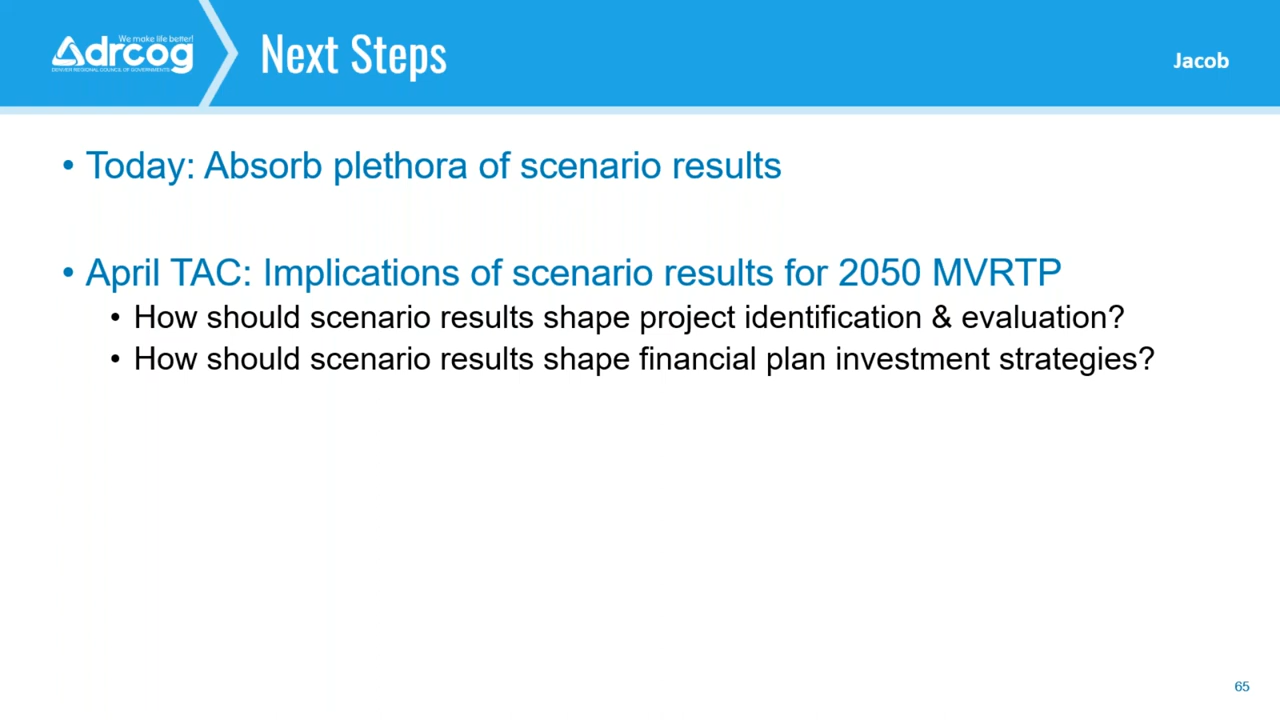 We make life better!
drcog
DENVER REGIONAL COUNCIL OF GOVERNMENTS
Next Steps
Jacob
• Today: Absorb plethora of scenario results
• April TAC: Implications of scenario results for 2050 MVRTP
• How should scenario results shape project identification & evaluation?
• How should scenario results shape financial plan investment strategies?
65